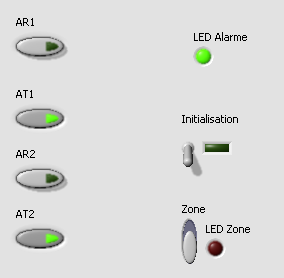 AR1
LED Alarme
AT1
Initialisation
AR2
AT2
Zone
LED Zone